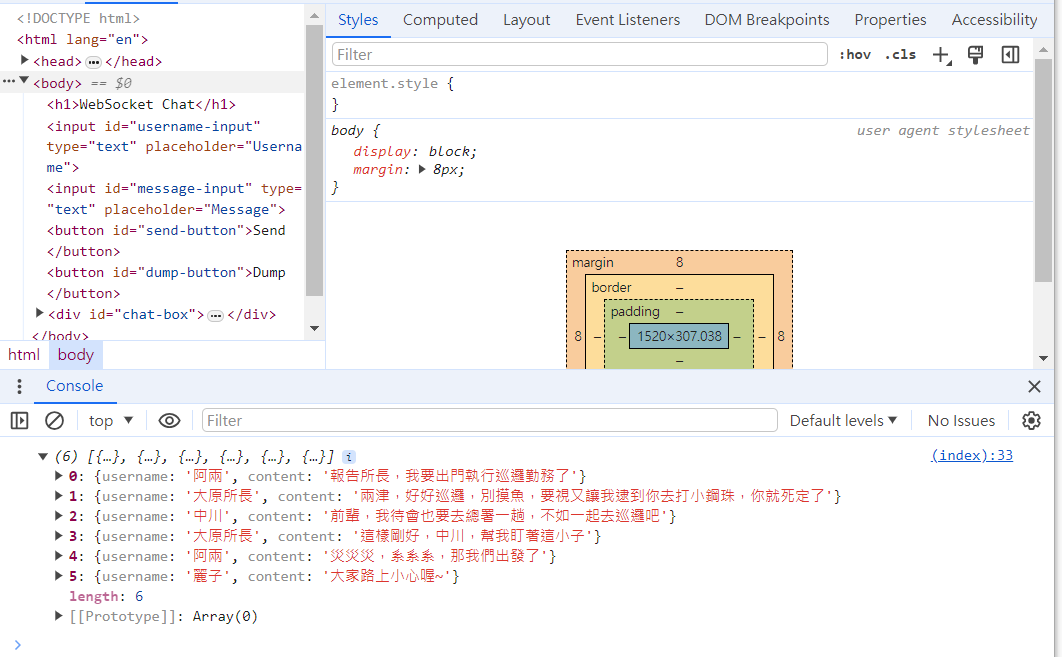 <!DOCTYPE html>
<html lang="en">
<head> … </head>
<body> == $0
<h1>WebSocket Chat</h1>
<input id="username-input"
type="text" placeholder="Userna
me">
<input id="message-input" type=
"text" placeholder="Message">
<button id="send-button">Send
</button>
<button id="dump-button">Dump
</button>
<div id="chat-box"> … </div>
</body>
html body
Styles Computed Layout Event Listeners DOM Breakpoints Properties Accessibility
Filter :hov .cls
element.style {
}
body { user agent stylesheet
display: block;
margin: 8px;
}
margin 8
border –
padding –
8 – – 1520×307.038 – – 8
–
Console
top Filter Default levels No Issues
(6) [{…}, {…}, {…}, {…}, {…}, {…}] i (index):33
0: {username: '阿兩', content: '報告所長，我要出門執行巡邏勤務了'}
1: {username: '大原所長', content: '兩津，好好巡邏，別摸魚，要視又讓我逮到你去打小鋼珠，你就死定了'}
2: {username: '中川', content: '前輩，我待會也要去總署一趟，不如一起去巡邏吧'}
3: {username: '大原所長', content: '這樣剛好，中川，幫我盯著這小子'}
4: {username: '阿兩', content: '災災災，系系系，那我們出發了'}
5: {username: '麗子', content: '大家路上小心喔~'}
length: 6
[[Prototype]]: Array(0)